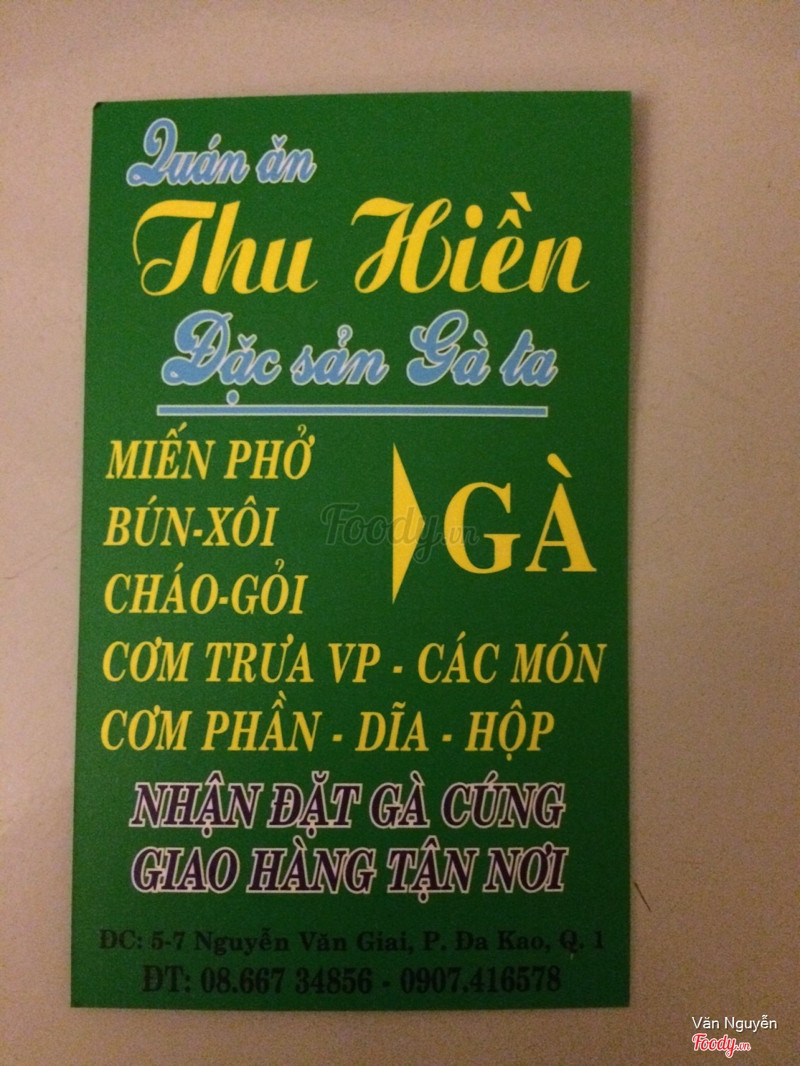 Quán ăn
Thu Hiền
Đặc sản Gà ta
MIẾN PHỞ
BÚN-XÔI
CHÁO-GỎI
GÀ
CƠM TRƯA VP - CÁC MÓN
CƠM PHẦN - DĨA - HỘP
NHẬN ĐẶT GÀ CÚNG
GIAO HÀNG TẬN NƠI
ĐC: 5-7 Nguyễn Văn Giai, P. Đa Kao, Q. 1
ĐT: 08.667 34856 - 0907.416578
Foody.vn
Văn Nguyễn
Foody.vn